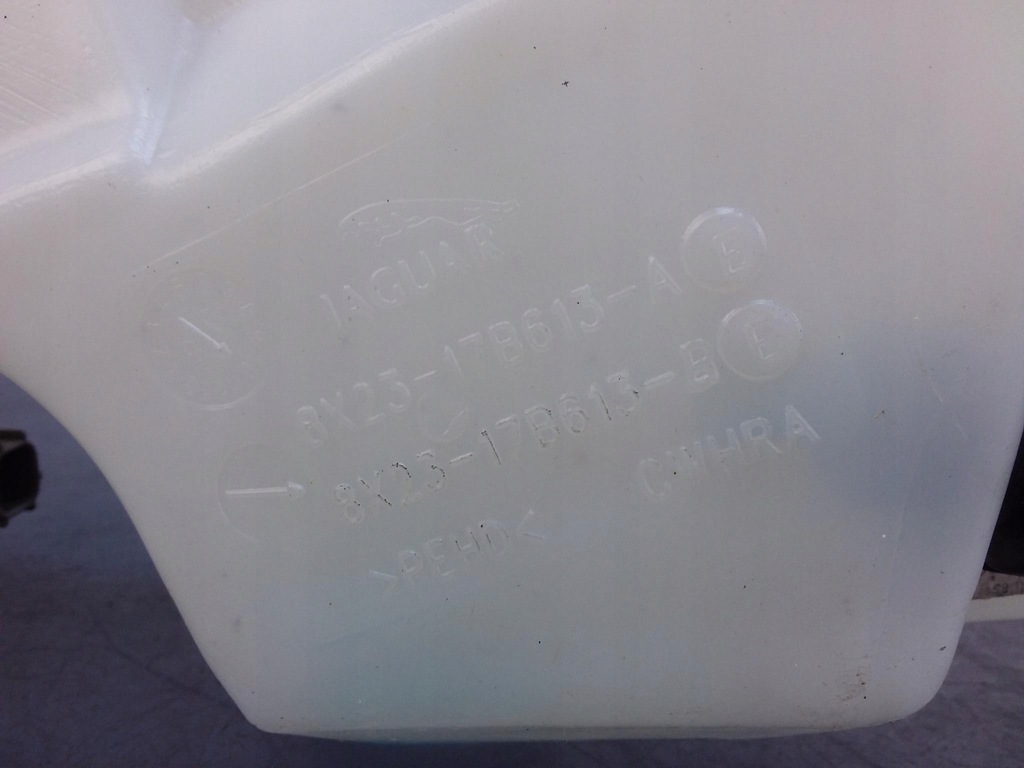 JAGUAR
8X23-17B613-A E
8X23-17B613-B E
CWHRA
>PEHD<